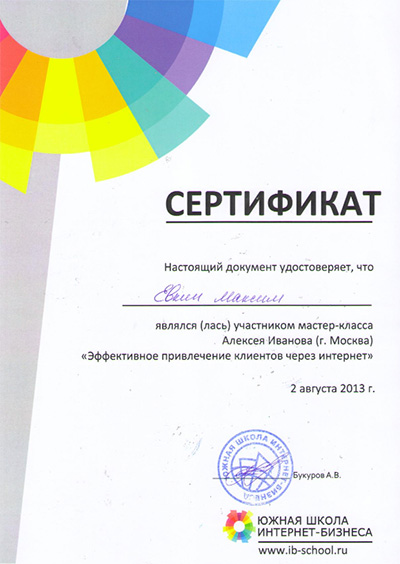 СЕРТИФИКАТ
Настоящий документ удостоверяет, что
Евкин Максим
являлся (лась) участником мастер-класса
Алексея Иванова (г. Москва)
«Эффективное привлечение клиентов через интернет»
2 августа 2013 г.
ЮЖНАЯ ШКОЛА ИНТЕРНЕТ-БИЗНЕСА
Букуров А.В.
ЮЖНАЯ ШКОЛА
ИНТЕРНЕТ-БИЗНЕСА
www.ib-school.ru